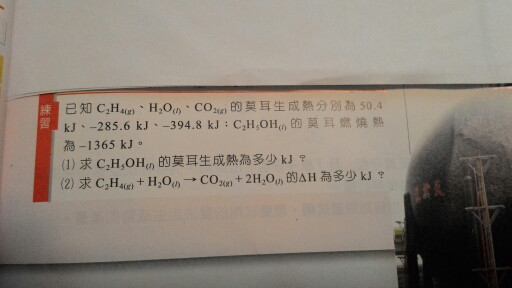 練習
已知 C₂H₄(g)、H₂O(l)、CO₂(g) 的莫耳生成熱分別為 50.4
kJ、−285.6 kJ、−394.8 kJ；C₂H₅OH(l) 的莫耳燃燒熱
為 −1365 kJ。
(1) 求 C₂H₅OH(l) 的莫耳生成熱為多少 kJ？
(2) 求 C₂H₄(g) + H₂O(l) → CO₂(g) + 2H₂O(l) 的ΔH 為多少 kJ？